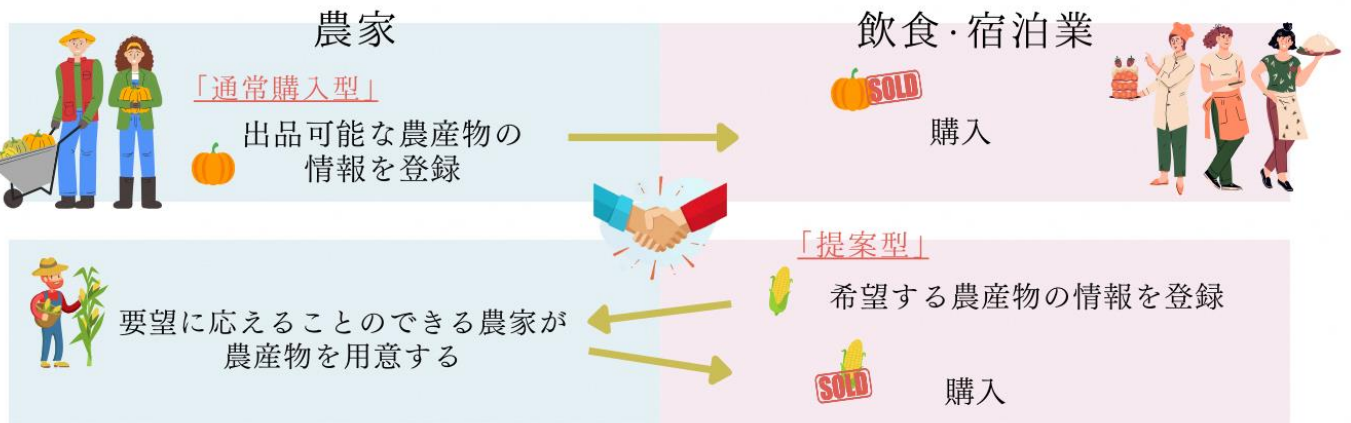 農家
飲食・宿泊業
「通常購入型」
出品可能な農産物の
情報を登録
SOLD
購入
「提案型」
希望する農産物の情報を登録
要望に応えることのできる農家が
農産物を用意する
SOLD
購入